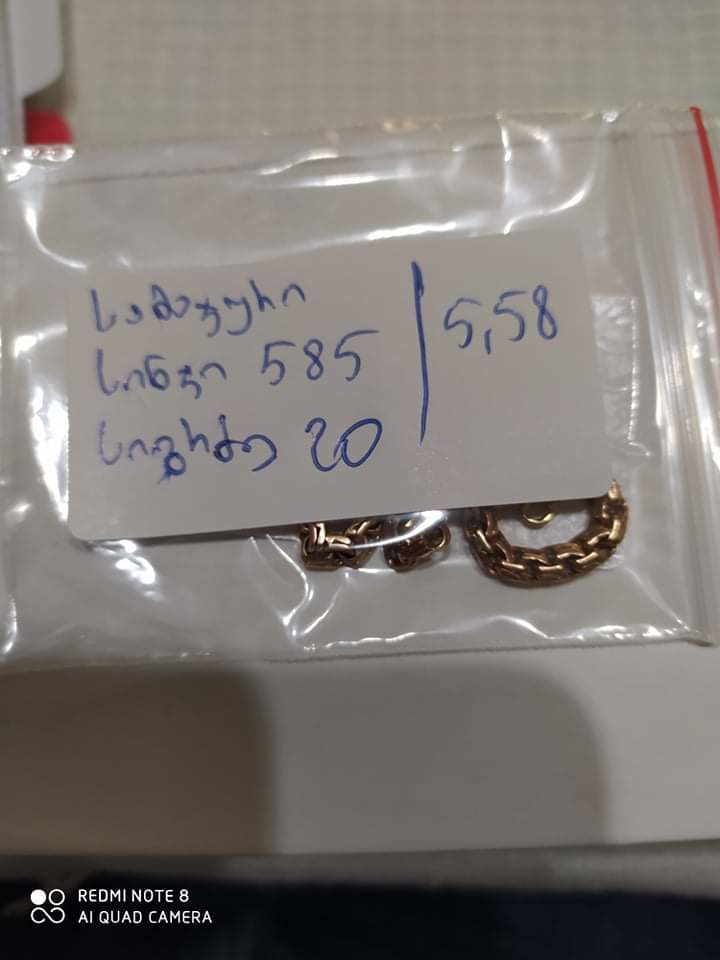 სამაჯური
სინჯი 585
სიგრძე 20
5,58
REDMI NOTE 8
AI QUAD CAMERA